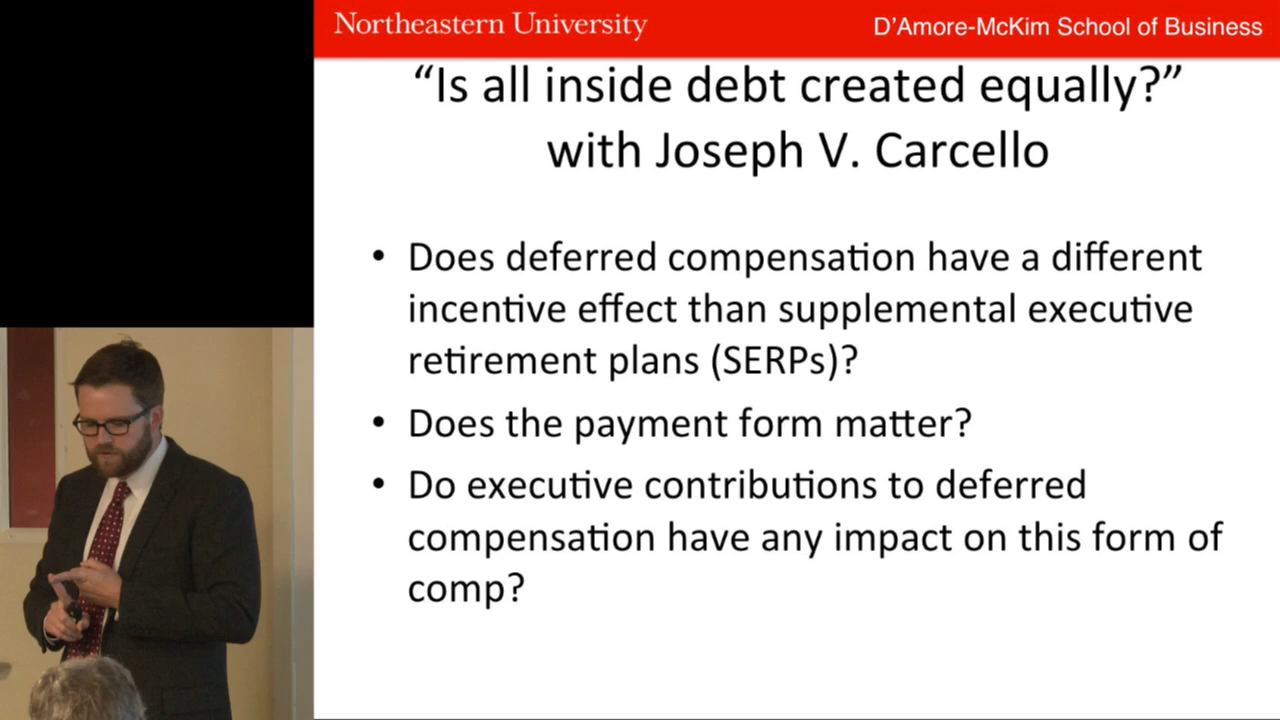 Northeastern University
D'Amore-McKim School of Business
“Is all inside debt created equally?”
with Joseph V. Carcello
• Does deferred compensation have a different
incentive effect than supplemental executive
retirement plans (SERPs)?
• Does the payment form matter?
• Do executive contributions to deferred
compensation have any impact on this form of
comp?